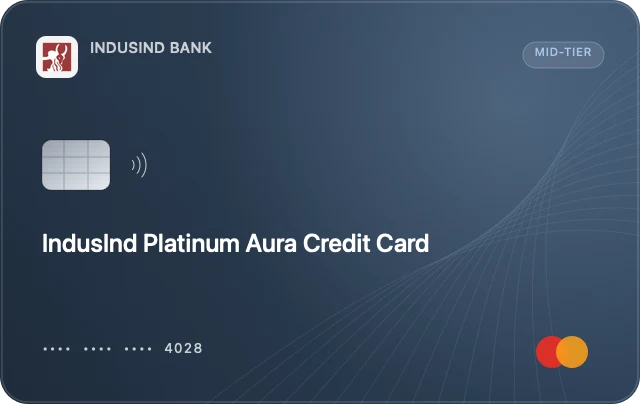 INDUSIND BANK
MID-TIER
IndusInd Platinum Aura Credit Card
•••• •••• •••• 4028